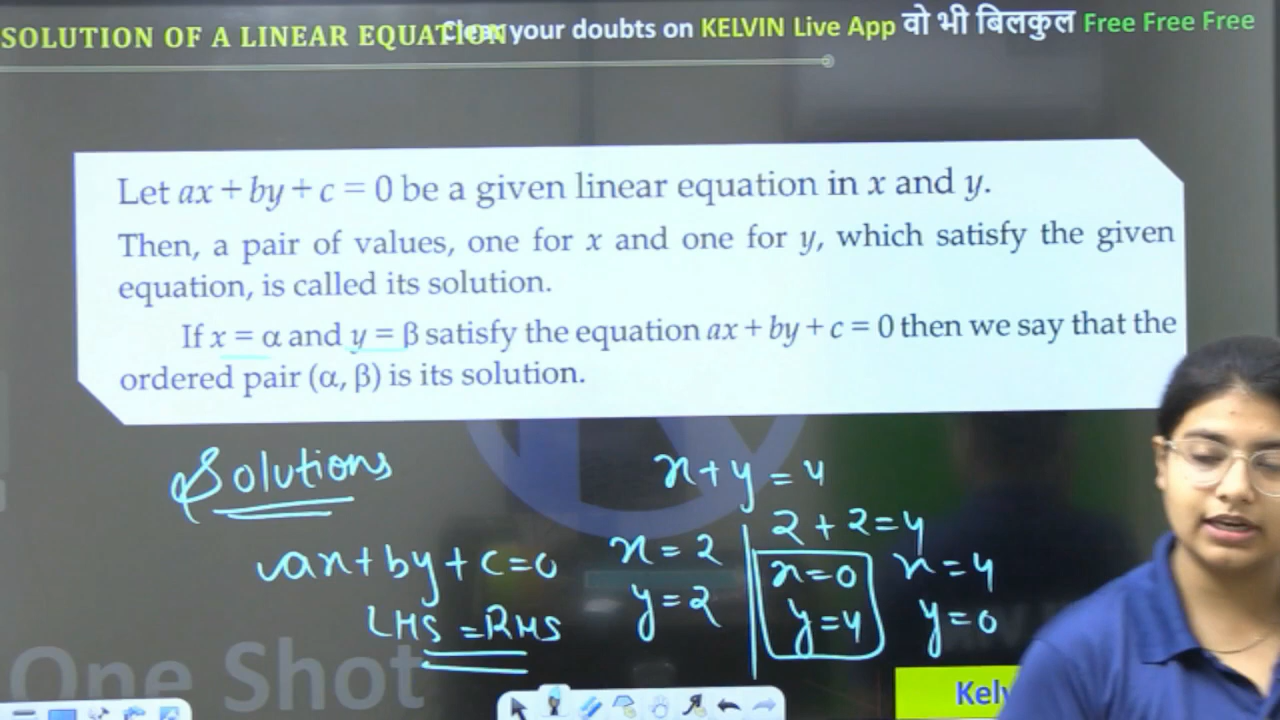 SOLUTION OF A LINEAR EQUATION
Clear your doubts on KELVIN Live App वो भी बिलकुल Free Free Free
Let ax + by + c = 0 be a given linear equation in x and y.
Then, a pair of values, one for x and one for y, which satisfy the given
equation, is called its solution.
If x = α and y = β satisfy the equation ax + by + c = 0 then we say that the
ordered pair (α, β) is its solution.
Solutions
ax+by+c=0
LHS = RHS
x+y=4
2+2=4
x=2
y=2
x=0
y=4
x=4
y=0
One Shot